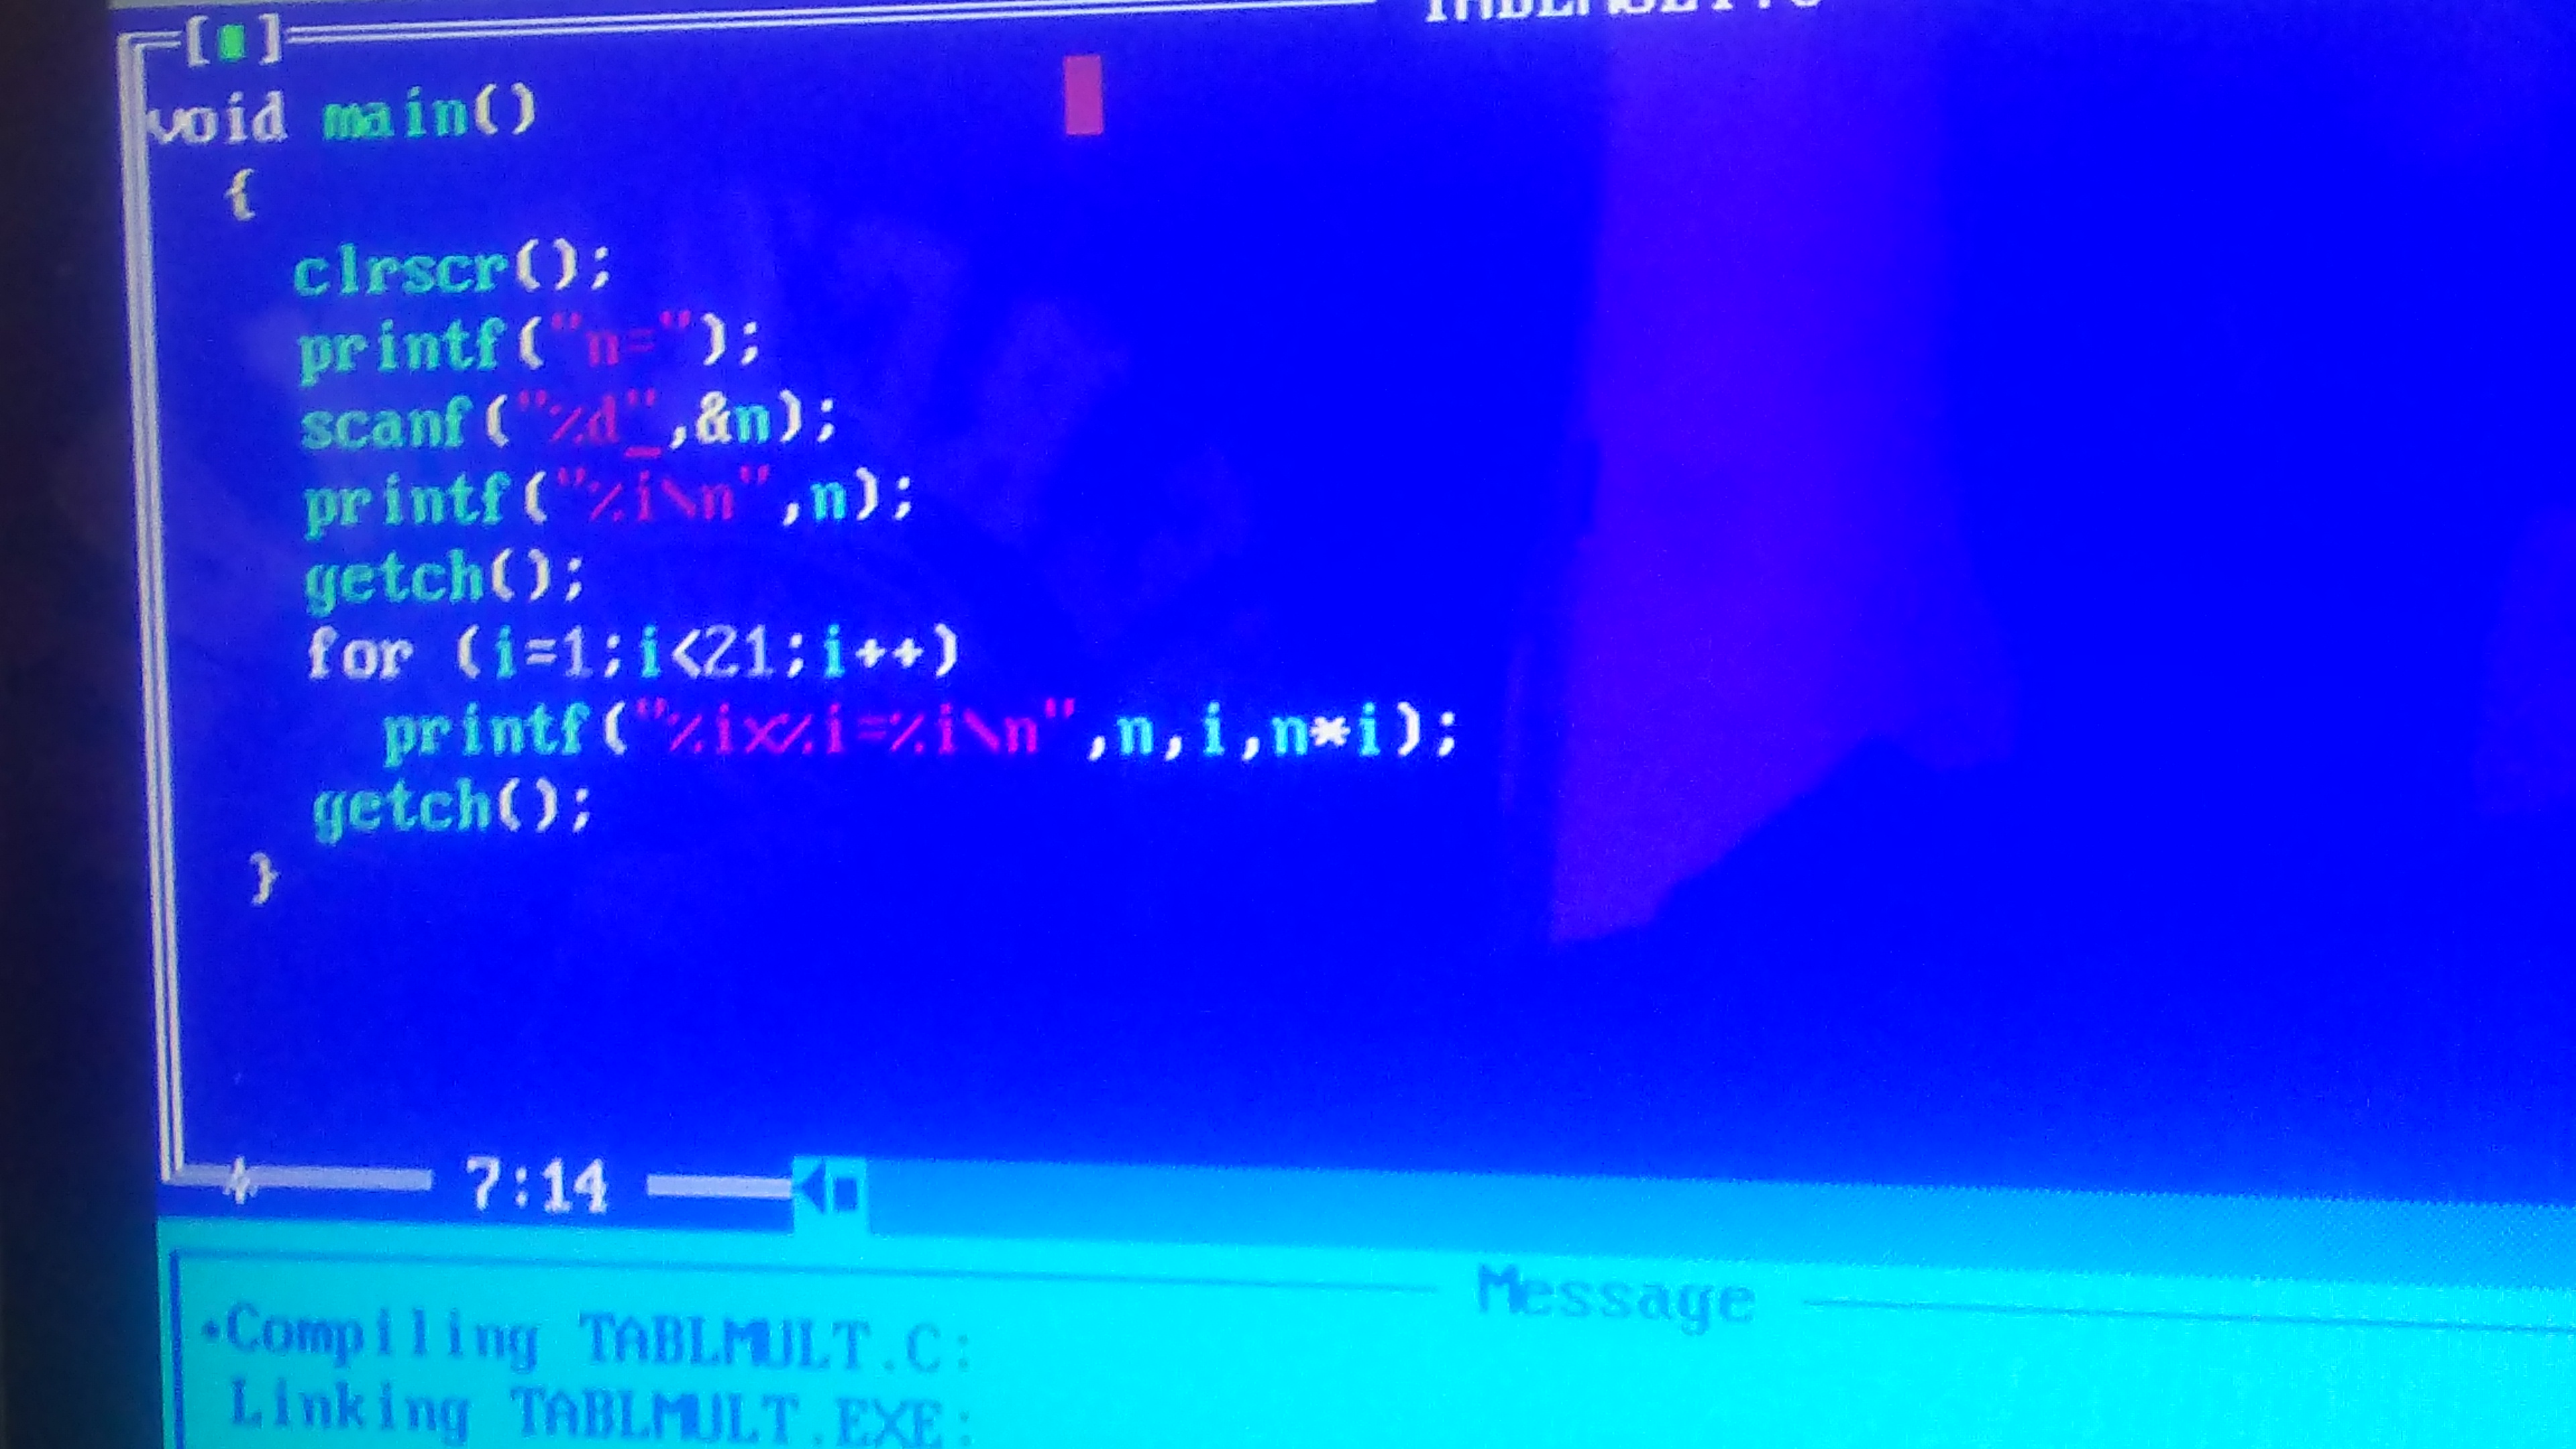 TABLMULT.C
[■]
void main()
{
clrscr();
printf("n=");
scanf("%d",&n);
printf("%i\n",n);
getch();
for (i=1;i<21;i++)
printf("%ix%i=%i\n",n,i,n*i);
getch();
}
7:14
Message
•Compiling TABLMULT.C:
Linking TABLMULT.EXE: